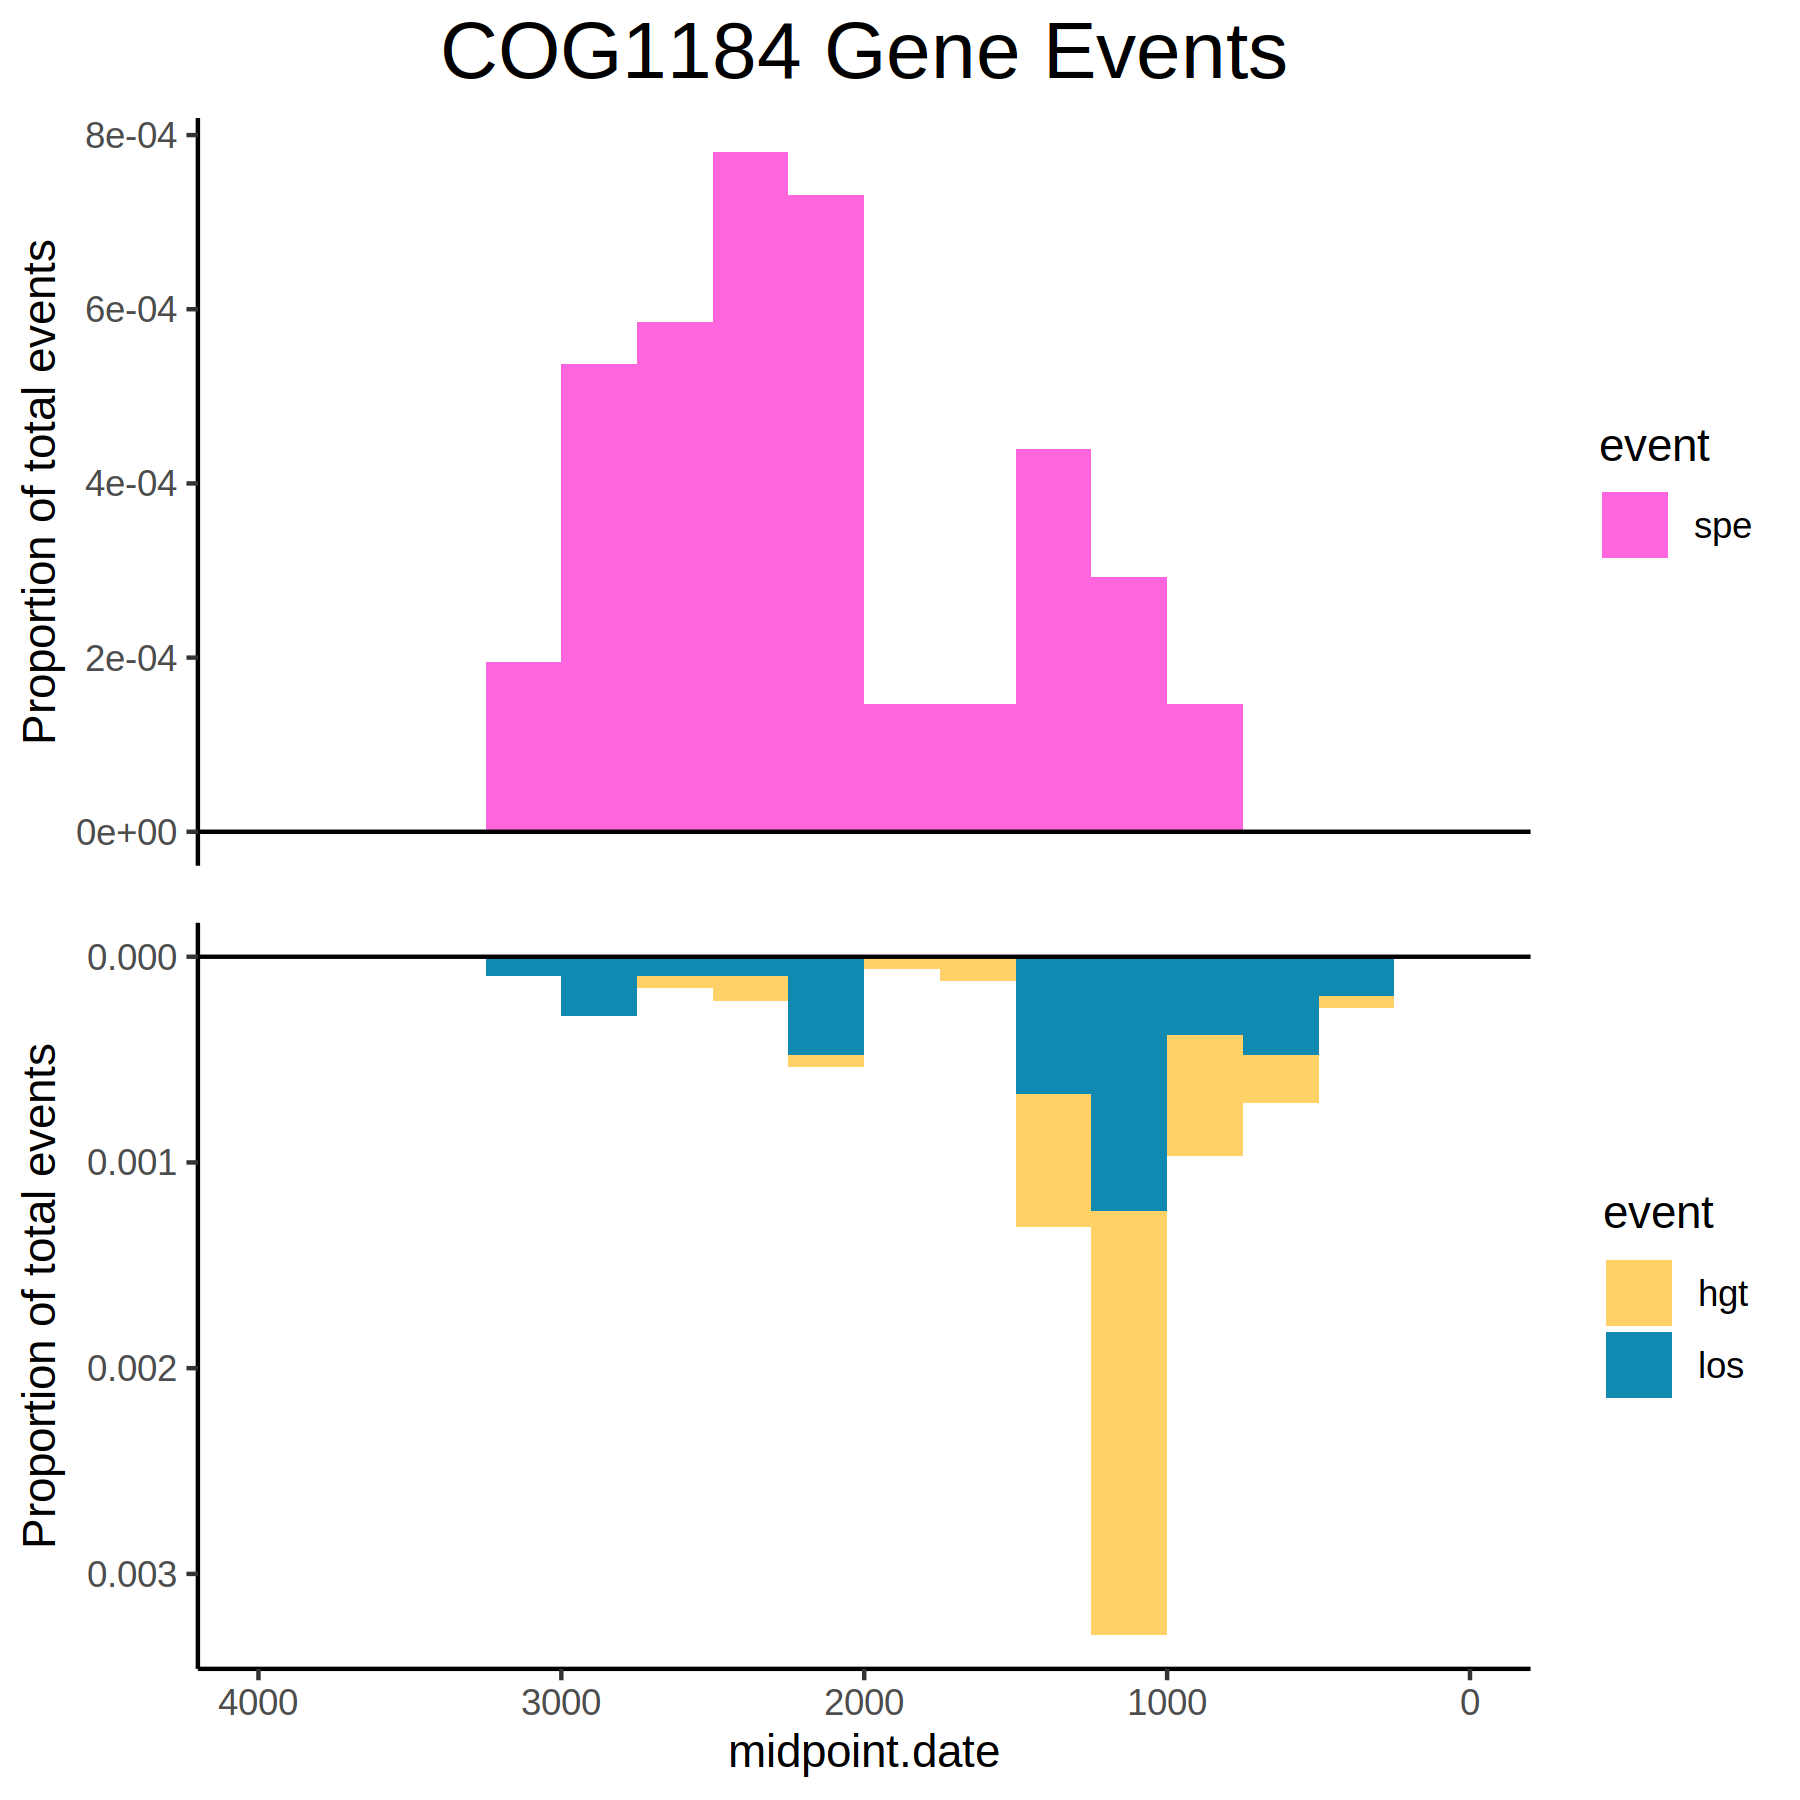 COG1184 Gene Events
Proportion of total events
8e-04
6e-04
4e-04
2e-04
0e+00
event
spe
Proportion of total events
0.000
0.001
0.002
0.003
event
hgt
los
4000 3000 2000 1000 0
midpoint.date